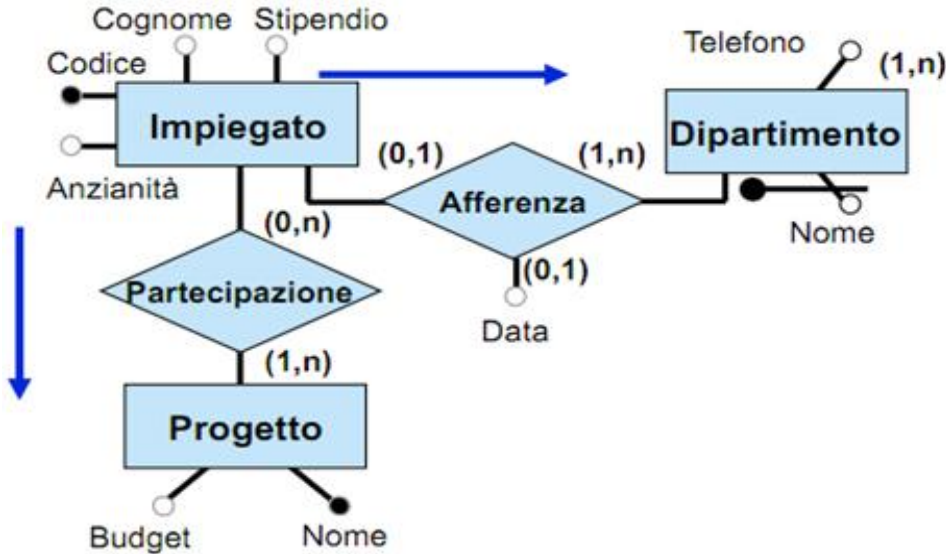 Cognome
Stipendio
Codice
Telefono
(1,n)
Impiegato
Dipartimento
(0,1)
(1,n)
Anzianità
Afferenza
Nome
(0,n)
(0,1)
Partecipazione
Data
(1,n)
Progetto
Budget
Nome